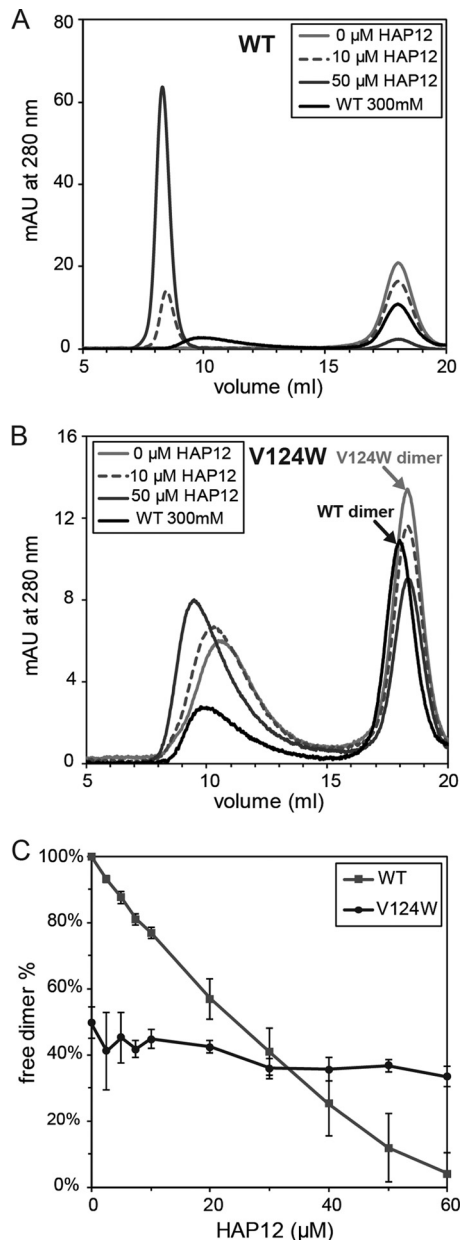 A
WT
0 µM HAP12
10 µM HAP12
50 µM HAP12
WT 300mM
mAU at 280 nm
80
60
40
20
0
5
10
15
20
volume (ml)
B
V124W
0 µM HAP12
10 µM HAP12
50 µM HAP12
WT 300mM
V124W dimer
WT dimer
mAU at 280 nm
16
12
8
4
0
5
10
15
20
volume (ml)
C
WT
V124W
free dimer %
100%
80%
60%
40%
20%
0%
0
20
40
60
HAP12 (µM)